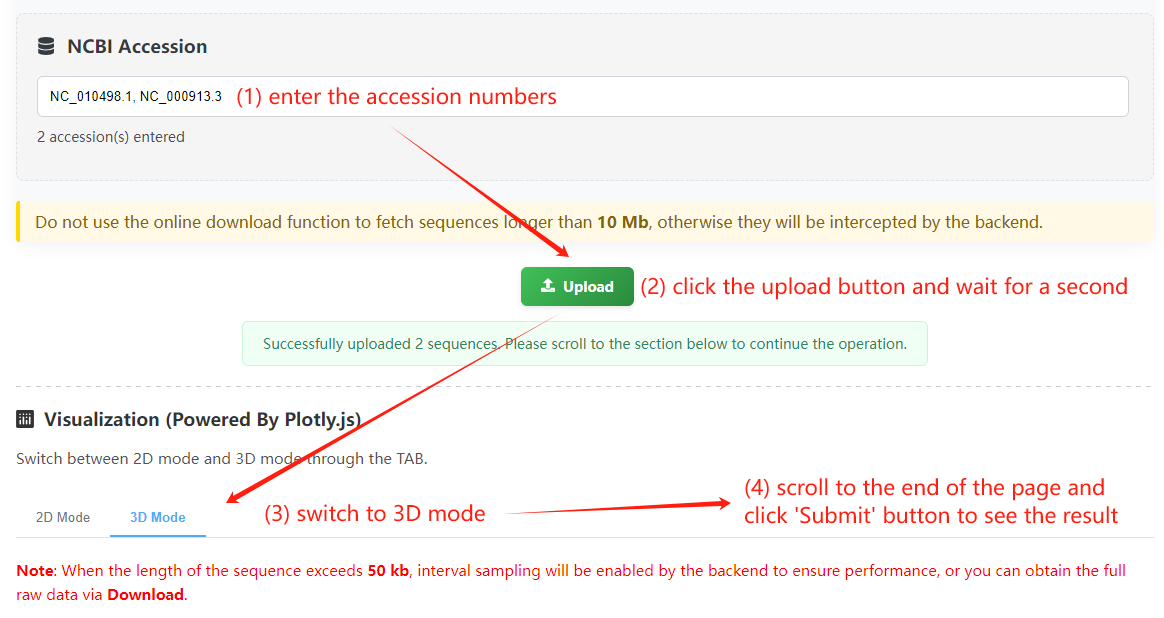 NCBI Accession
NC_010498.1, NC_000913.3 (1) enter the accession numbers
2 accession(s) entered
Do not use the online download function to fetch sequences longer than 10 Mb, otherwise they will be intercepted by the backend.
Upload (2) click the upload button and wait for a second
Successfully uploaded 2 sequences. Please scroll to the section below to continue the operation.
Visualization (Powered By Plotly.js)
Switch between 2D mode and 3D mode through the TAB.
2D Mode 3D Mode (3) switch to 3D mode
(4) scroll to the end of the page and
click 'Submit' button to see the result
Note: When the length of the sequence exceeds 50 kb, interval sampling will be enabled by the backend to ensure performance, or you can obtain the full
raw data via Download.